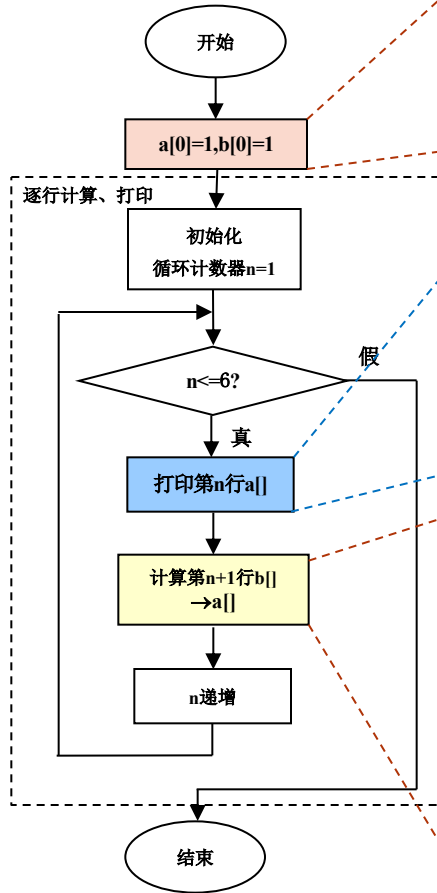 开始
a[0]=1,b[0]=1
逐行计算、打印
初始化
循环计数器n=1
n<=6?
假
真
打印第n行a[]
计算第n+1行b[]
→a[]
n递增
结束